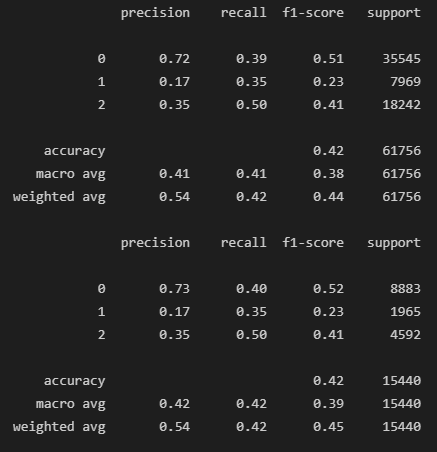 precision recall f1-score support
0 0.72 0.39 0.51 35545
1 0.17 0.35 0.23 7969
2 0.35 0.50 0.41 18242
accuracy 0.42 61756
macro avg 0.41 0.41 0.38 61756
weighted avg 0.54 0.42 0.44 61756
precision recall f1-score support
0 0.73 0.40 0.52 8883
1 0.17 0.35 0.23 1965
2 0.35 0.50 0.41 4592
accuracy 0.42 15440
macro avg 0.42 0.42 0.39 15440
weighted avg 0.54 0.42 0.45 15440